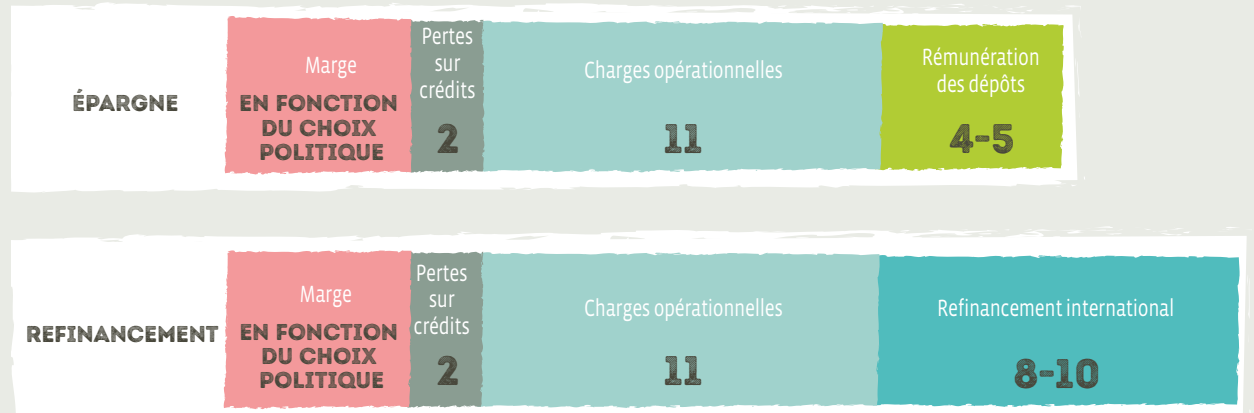 ÉPARGNE
Marge
EN FONCTION
DU CHOIX
POLITIQUE
Pertes
sur
crédits
2
Charges opérationnelles
11
Rémunération
des dépôts
4-5
REFINANCEMENT
Marge
EN FONCTION
DU CHOIX
POLITIQUE
Pertes
sur
crédits
2
Charges opérationnelles
11
Refinancement international
8-10